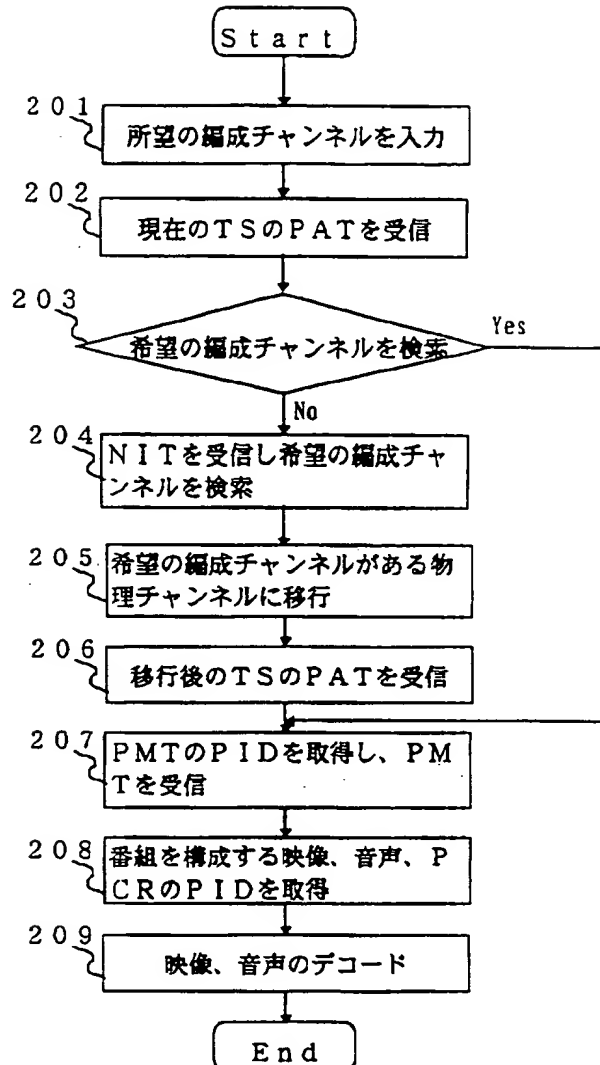 Start
201
所望の編成チャンネルを入力
202
現在のTSのPATを受信
203
希望の編成チャンネルを検索
Yes
No
204
NITを受信し希望の編成チャ
ンネルを検索
205
希望の編成チャンネルがある物
理チャンネルに移行
206
移行後のTSのPATを受信
207
PMTのPIDを取得し、PM
Tを受信
208
番組を構成する映像、音声、P
CRのPIDを取得
209
映像、音声のデコード
End